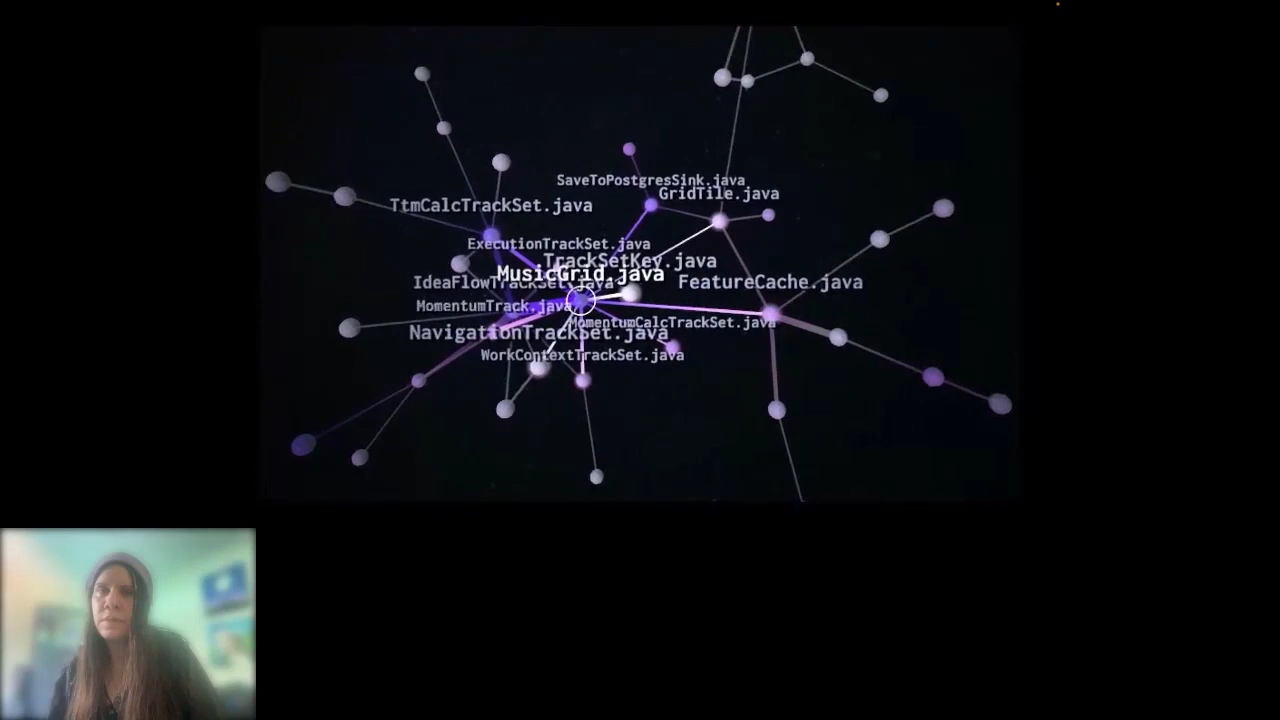 SaveToPostgresSink.java
GridTile.java
TtmCalcTrackSet.java
ExecutionTrackSet.java
TrackSetKey.java
MusicGrid.java
IdeaFlowTrackSet.java
FeatureCache.java
MomentumTrack.java
MomentumCalcTrackSet.java
NavigationTrackSet.java
WorkContextTrackSet.java